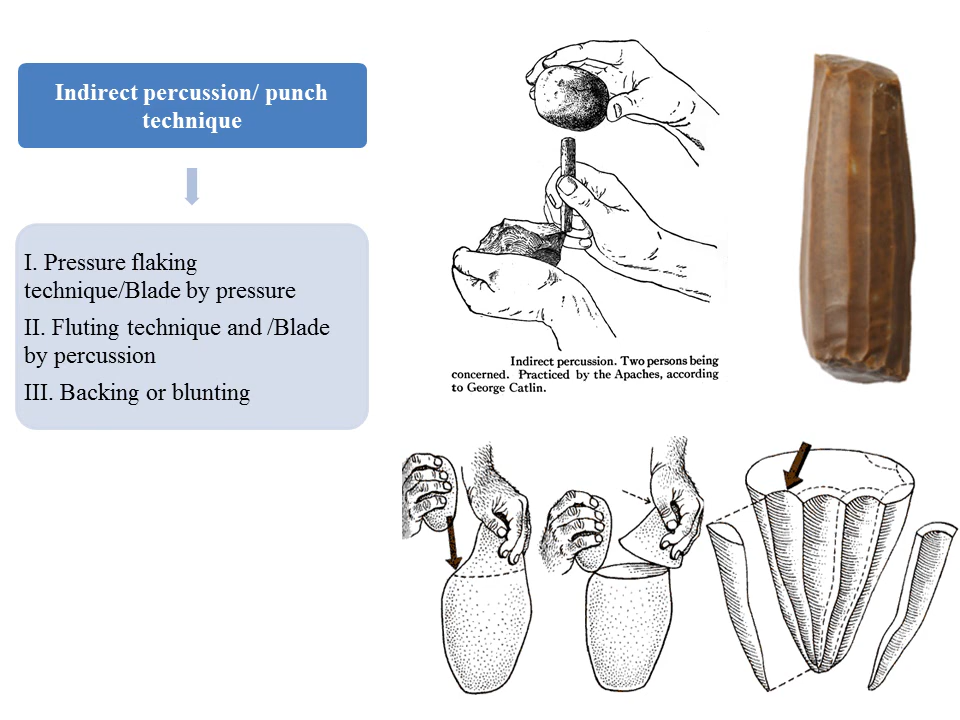 Indirect percussion/ punch
technique
I. Pressure flaking
technique/Blade by pressure
II. Fluting technique and /Blade
by percussion
III. Backing or blunting
Indirect percussion. Two persons being
concerned. Practiced by the Apaches, according
to George Catlin.